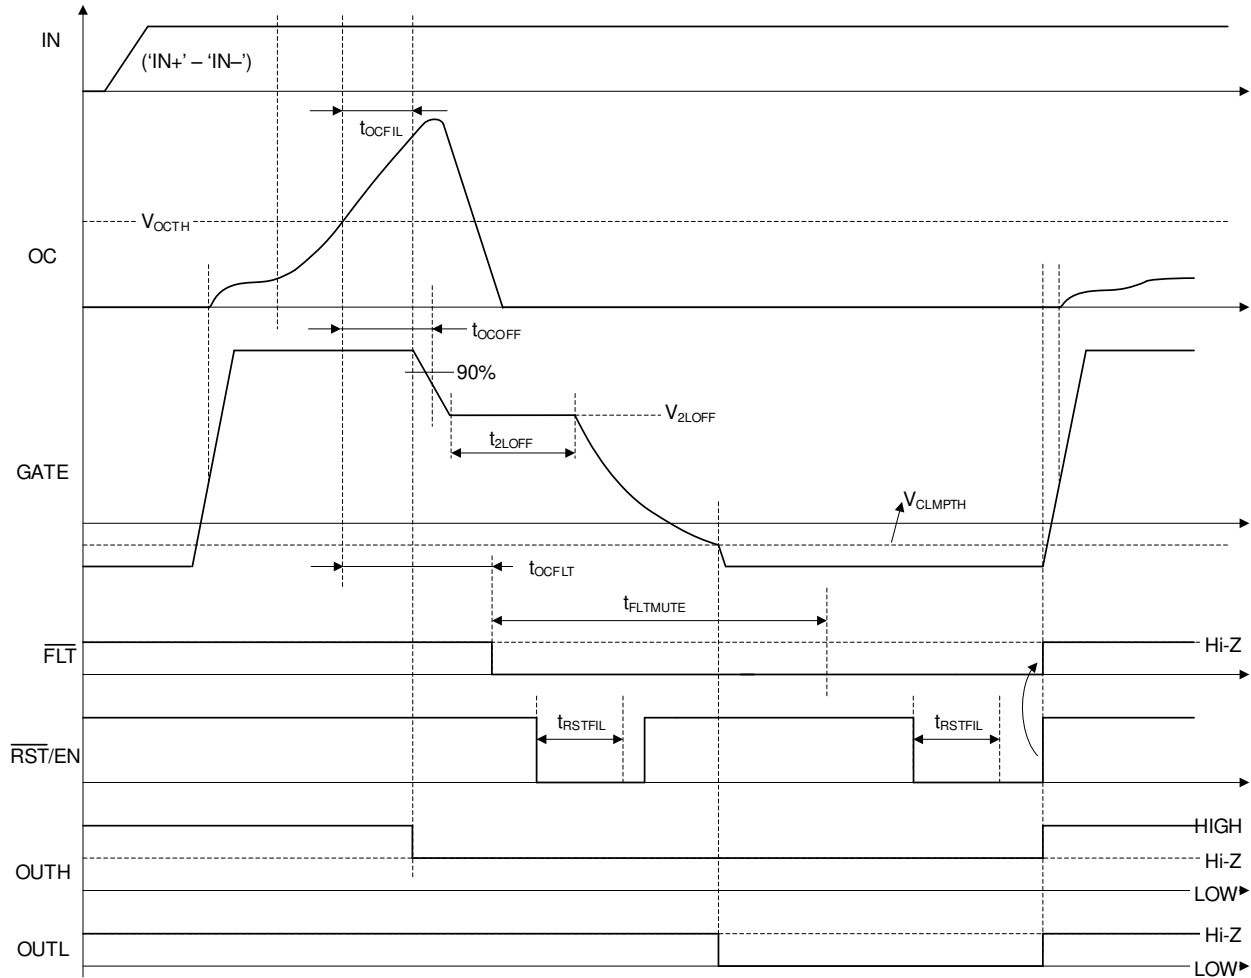 IN
('IN+' – 'IN–')
tOCFIL
VOCTH
OC
tOCOFF
90%
V2LOFF
t2LOFF
GATE
VCLMPTH
tOCFLT
tFLTMUTE
FLT
Hi-Z
tRSTFIL
tRSTFIL
RST/EN
HIGH
OUTH
Hi-Z
LOW
OUTL
Hi-Z
LOW